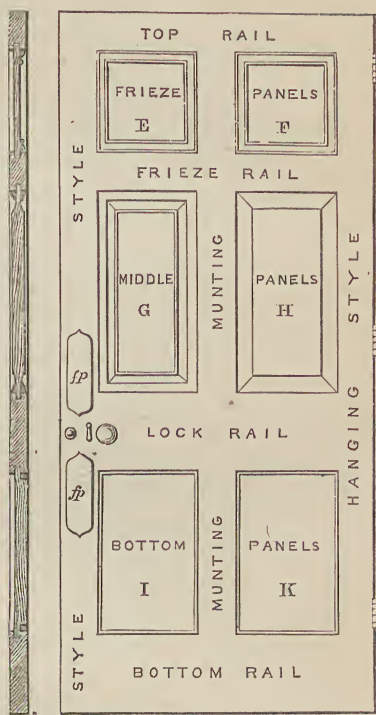 TOP RAIL
FRIEZE PANELS
E F
STYLE
FRIEZE RAIL
MIDDLE PANELS
G H
MUNTING
HANGING STYLE
fp
LOCK RAIL
fp
BOTTOM PANELS
I K
MUNTING
STYLE
BOTTOM RAIL